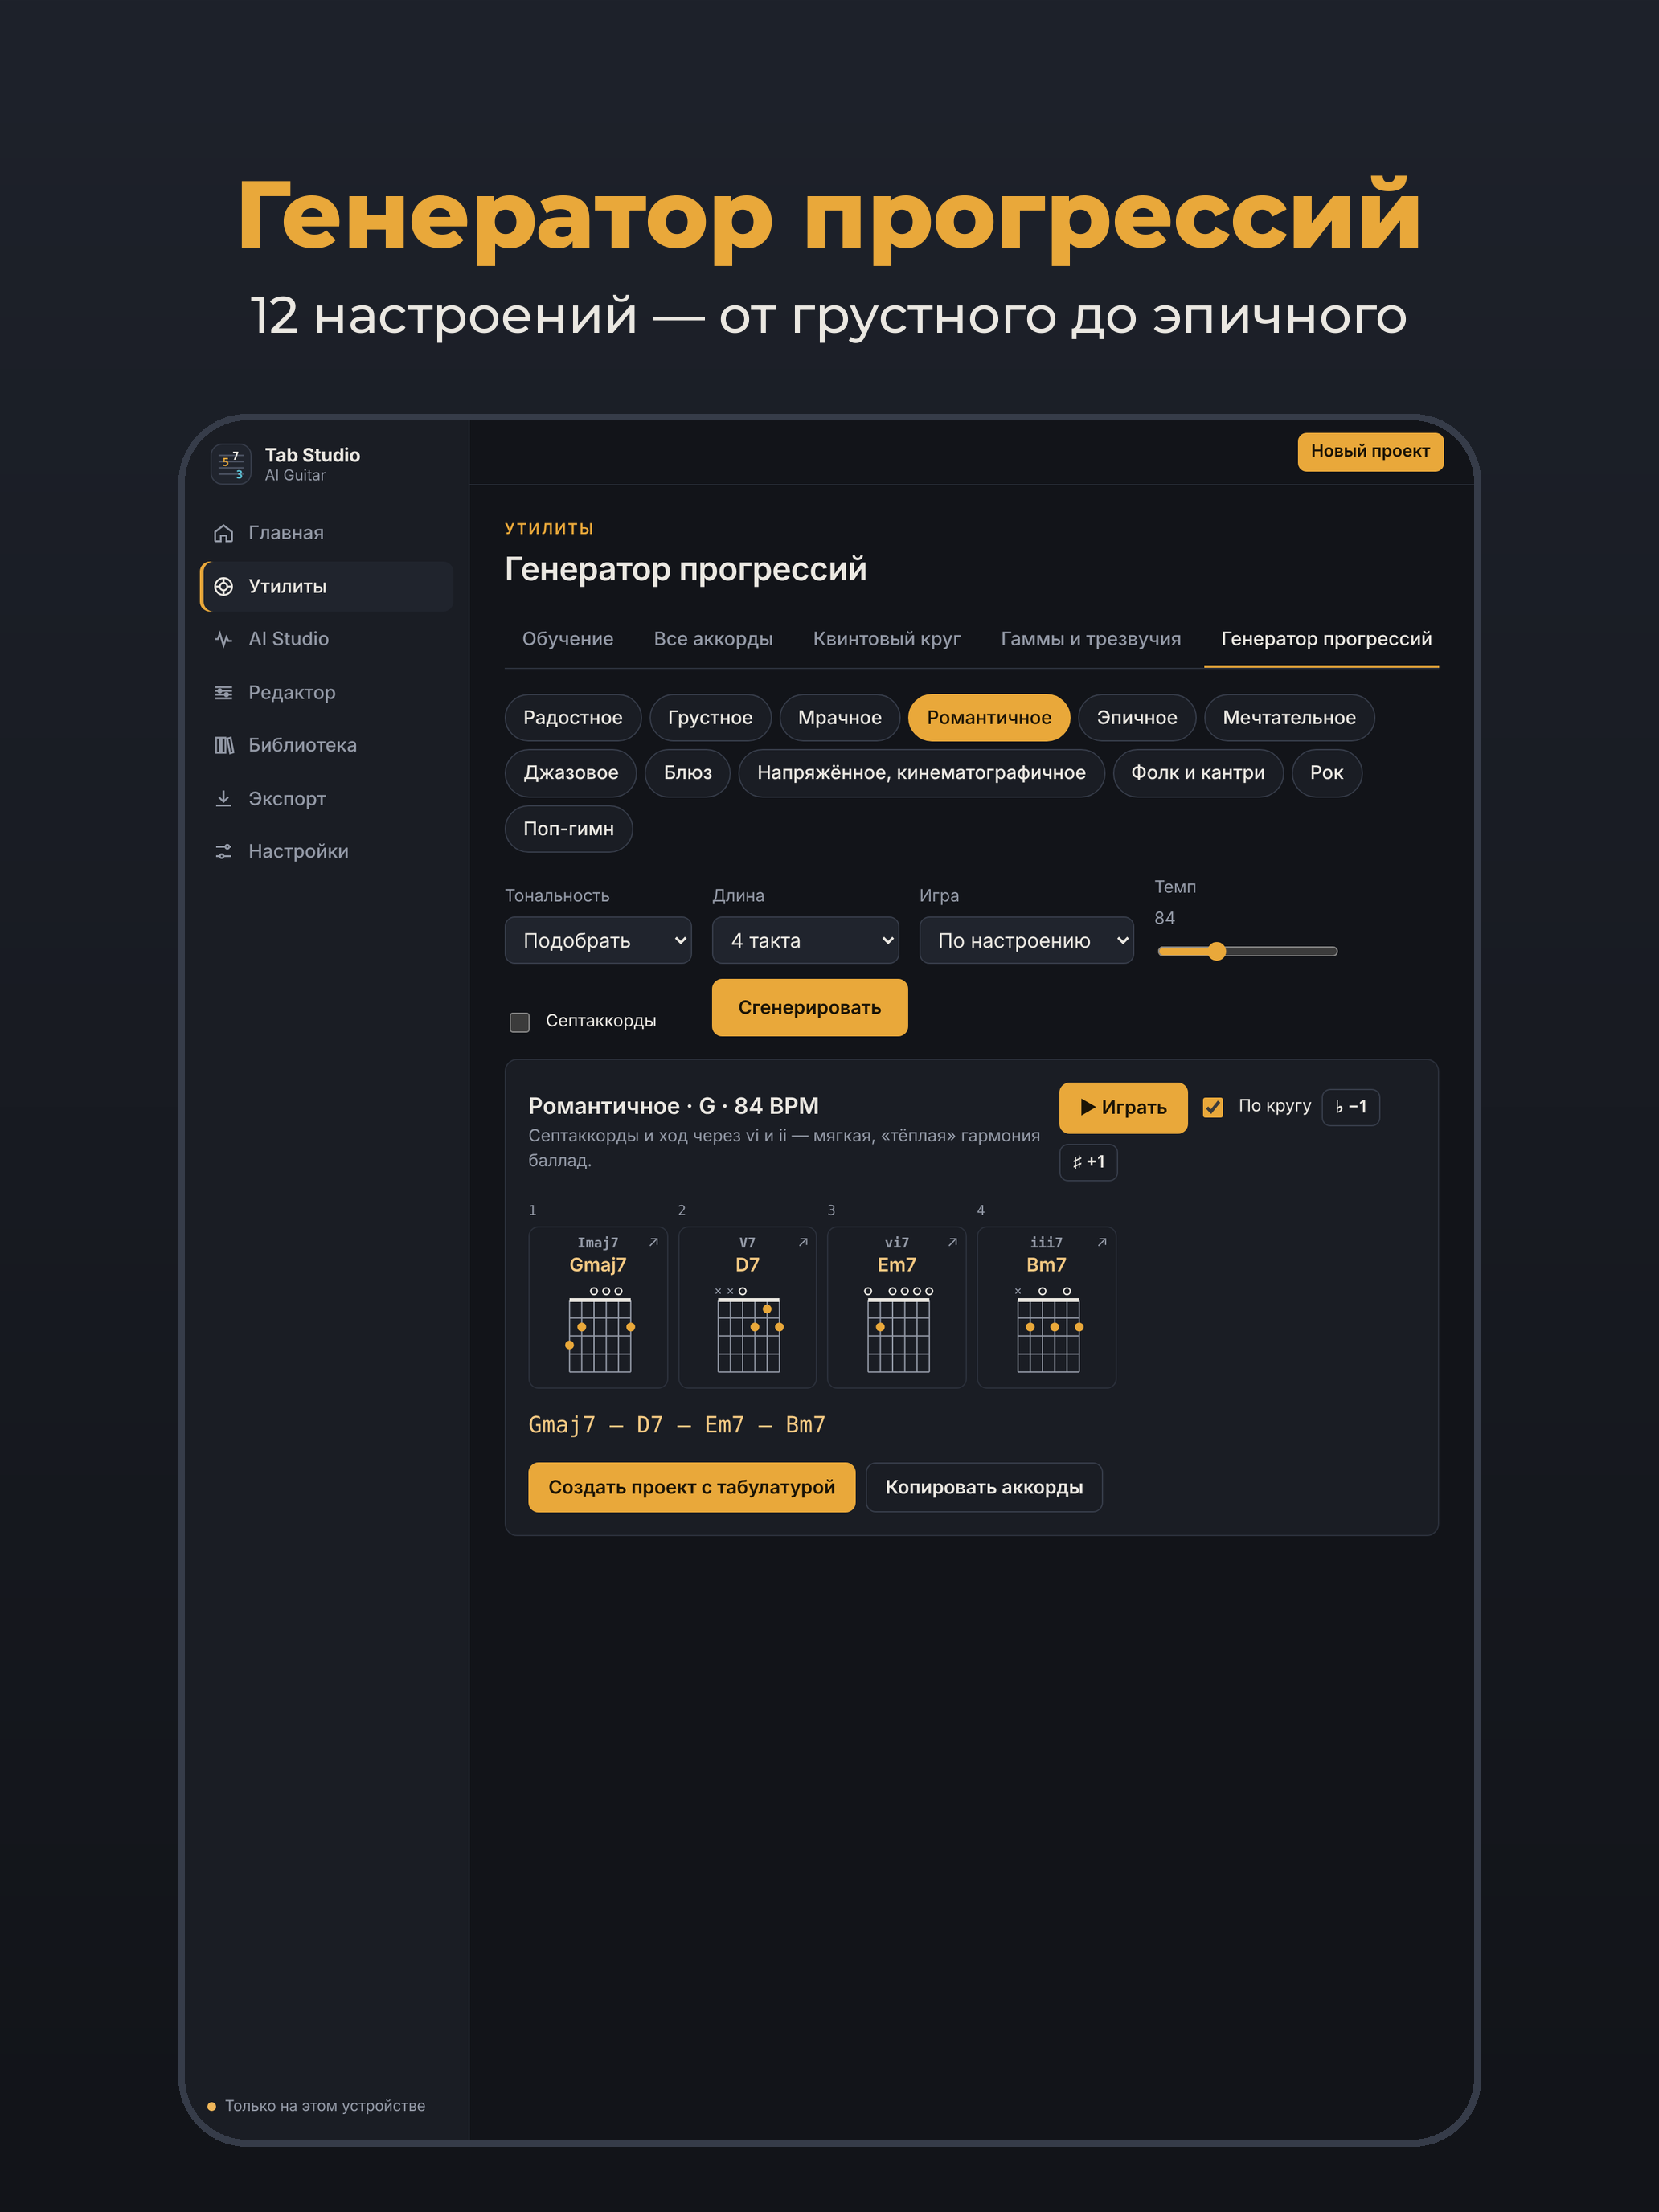 Генератор прогрессий
12 настроений — от грустного до эпичного
5 7 3
Tab Studio
AI Guitar
Главная
Утилиты
AI Studio
Редактор
Библиотека
Экспорт
Настройки
Только на этом устройстве
Новый проект
УТИЛИТЫ
Генератор прогрессий
Обучение Все аккорды Квинтовый круг Гаммы и трезвучия Генератор прогрессий
Радостное Грустное Мрачное Романтичное Эпичное Мечтательное
Джазовое Блюз Напряжённое, кинематографичное Фолк и кантри Рок
Поп-гимн
Тональность Длина Игра Темп
84
Подобрать 4 такта По настроению
Септаккорды Сгенерировать
Романтичное · G · 84 BPM
Септаккорды и ход через vi и ii — мягкая, «тёплая» гармония
баллад.
▶ Играть По кругу ♭ −1
♯ +1
1 2 3 4
Imaj7 ↗ V7 ↗ vi7 ↗ iii7 ↗
Gmaj7 D7 Em7 Bm7
× × ×
Gmaj7 — D7 — Em7 — Bm7
Создать проект с табулатурой Копировать аккорды